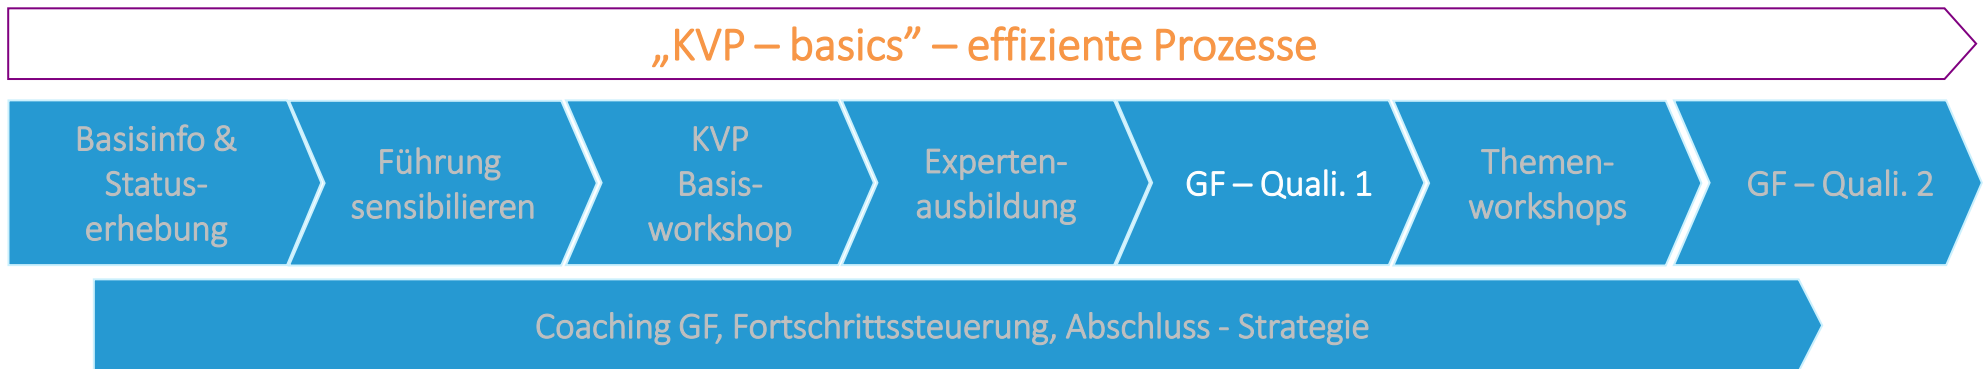 „KVP – basics” – effiziente Prozesse
Basisinfo &
Status-
erhebung
Führung
sensibilieren
KVP
Basis-
workshop
Experten-
ausbildung
GF – Quali. 1
Themen-
workshops
GF – Quali. 2
Coaching GF, Fortschrittssteuerung, Abschluss - Strategie